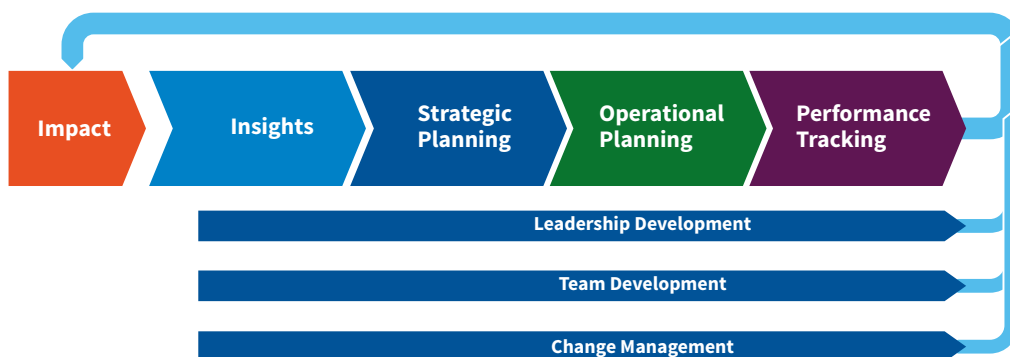 Impact
Insights
Strategic
Planning
Operational
Planning
Performance
Tracking
Leadership Development
Team Development
Change Management